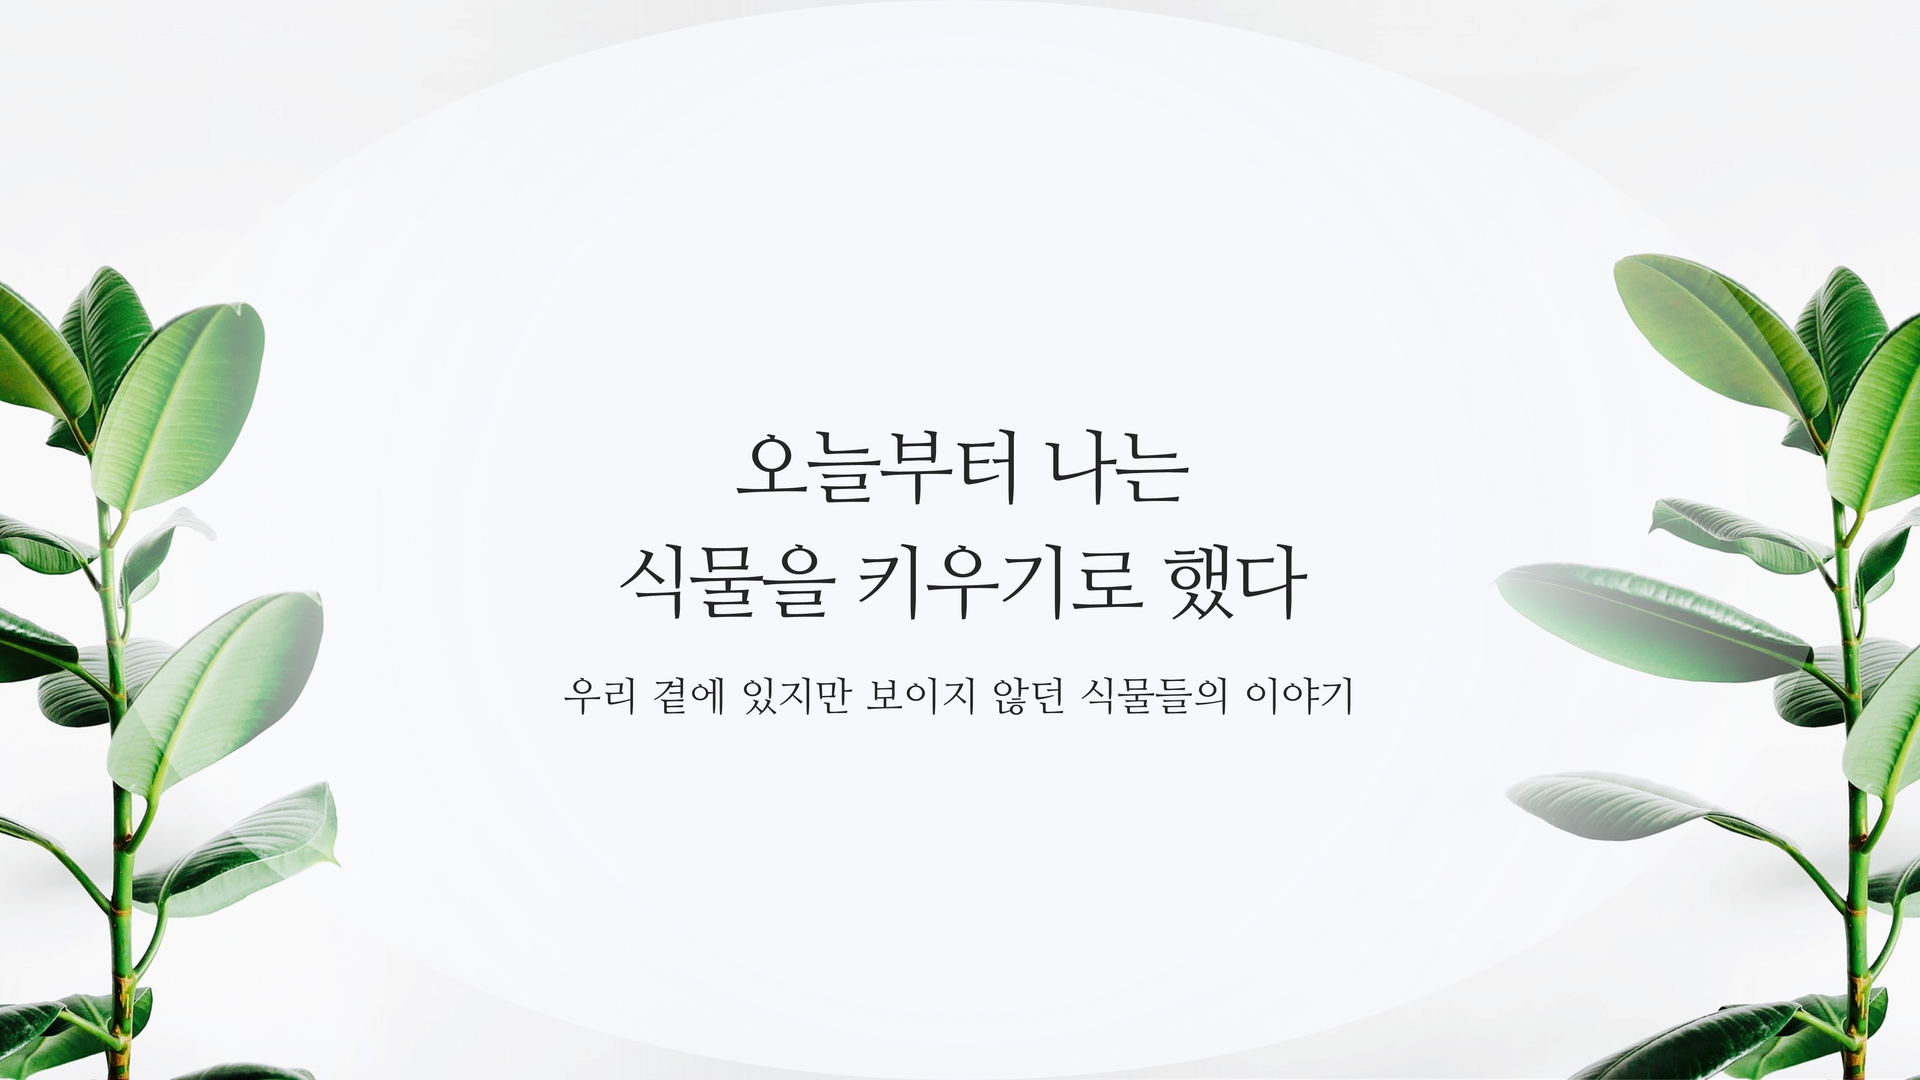 오늘부터 나는
식물을 키우기로 했다
우리 곁에 있지만 보이지 않던 식물들의 이야기